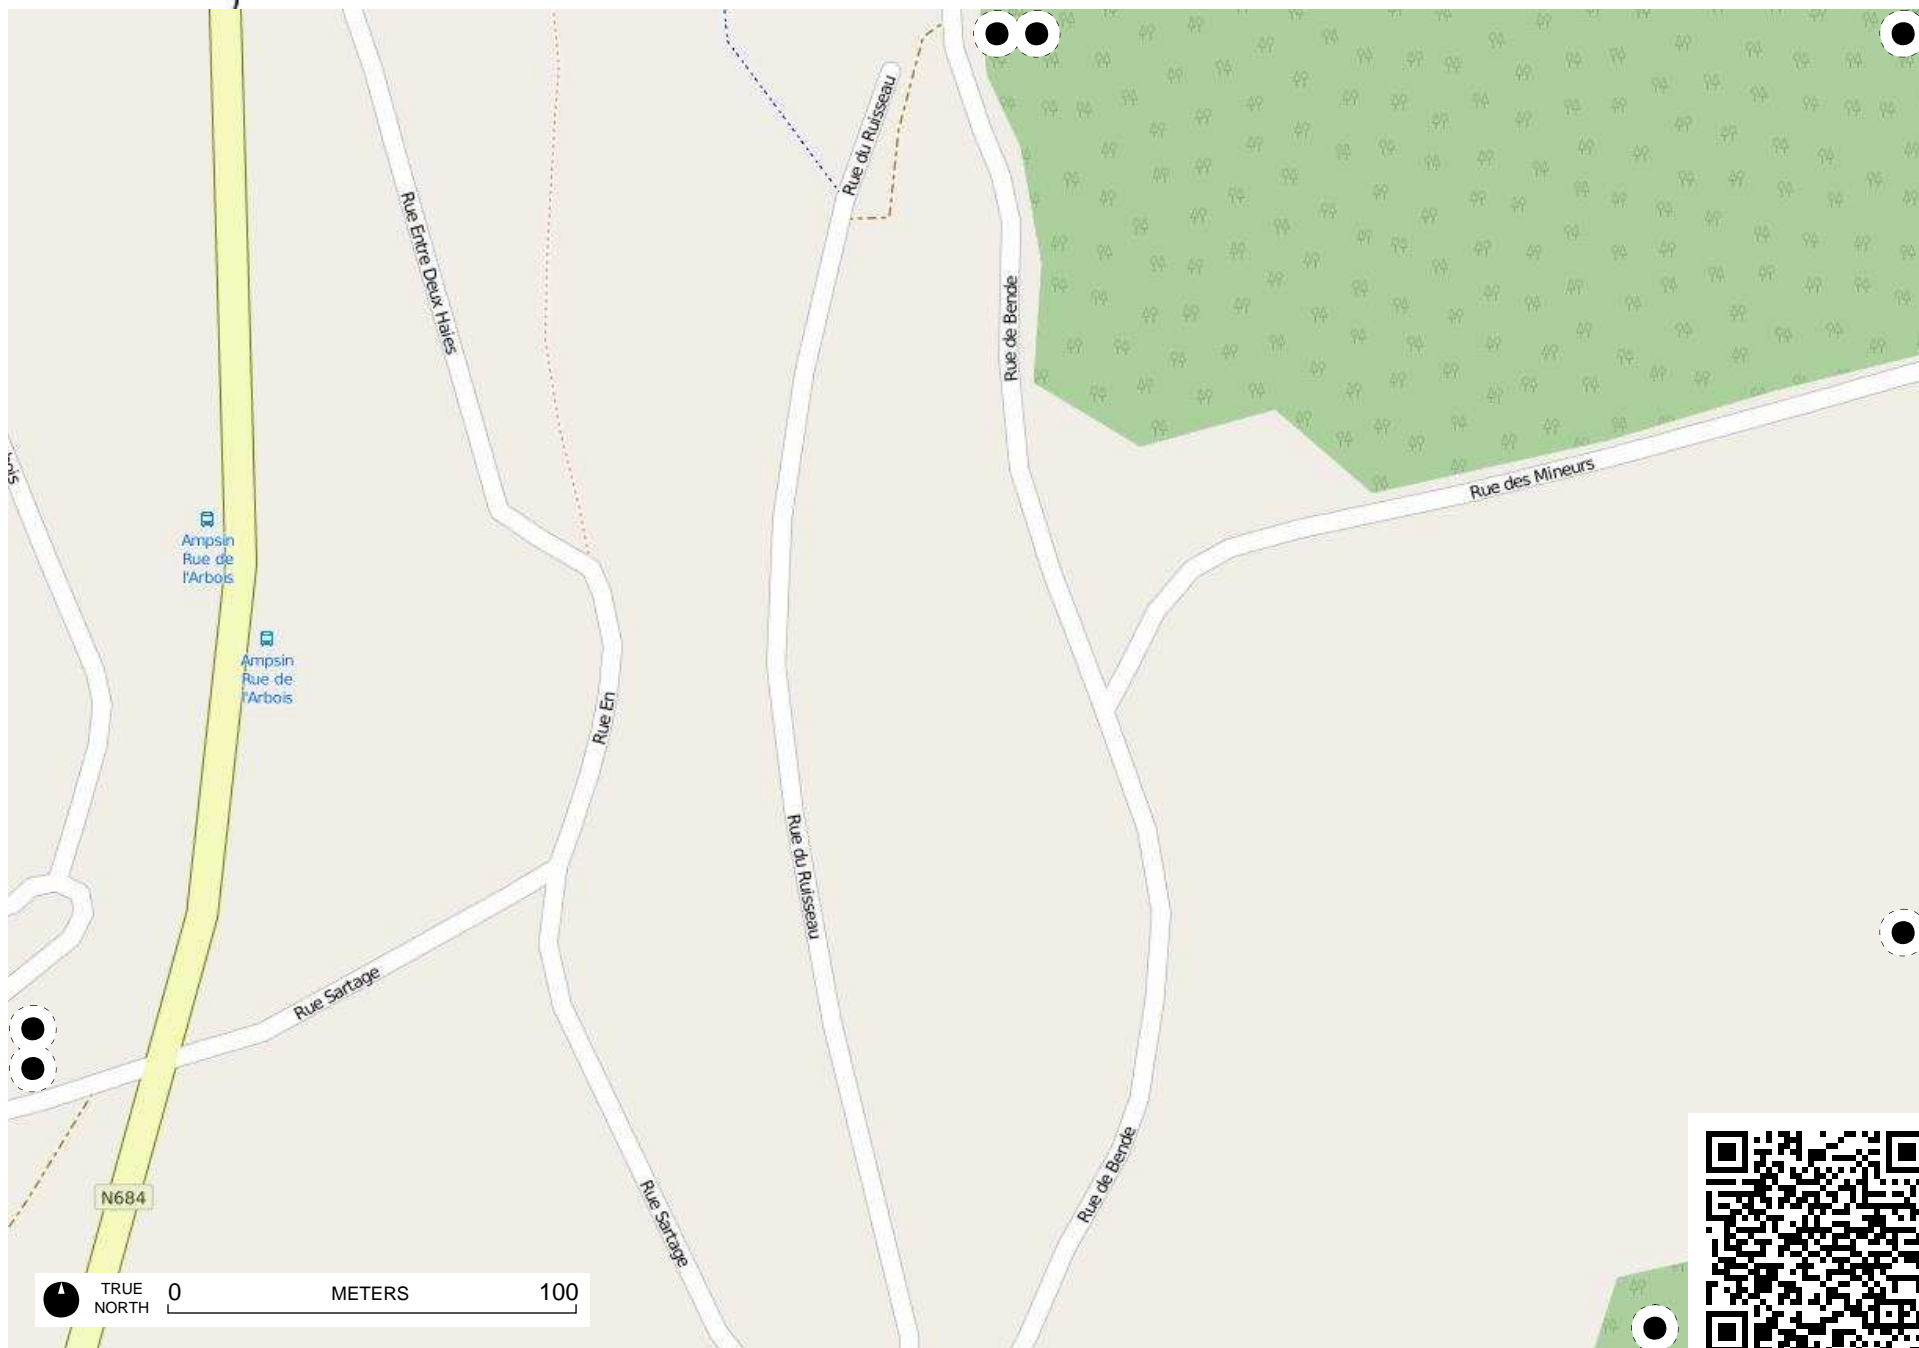 Rue du Ruisseau
Rue Entre Deux Haies
Rue de Bende
Rue des Mineurs
Ampsin
Rue de
l'Arbois
Ampsin
Rue de
l'Arbois
Rue En
Rue du Ruisseau
Rue Sartage
Rue de Bende
N684
Rue Sartage
TRUE
NORTH
0 METERS 100